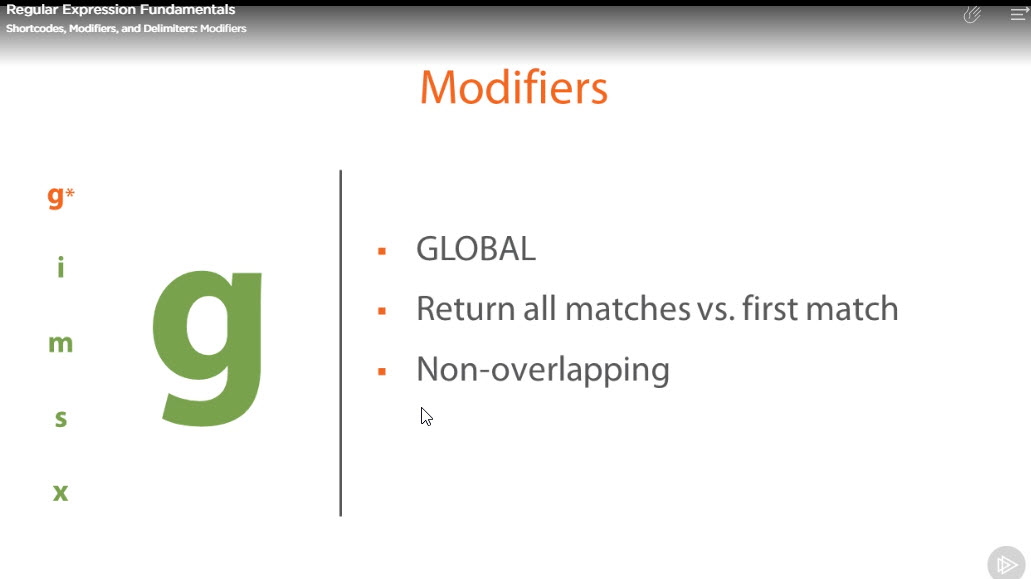 Regular Expression Fundamentals
Shortcodes, Modifiers, and Delimiters: Modifiers
Modifiers
g*
i
m
s
x
g
▪ GLOBAL
▪ Return all matches vs. first match
▪ Non-overlapping